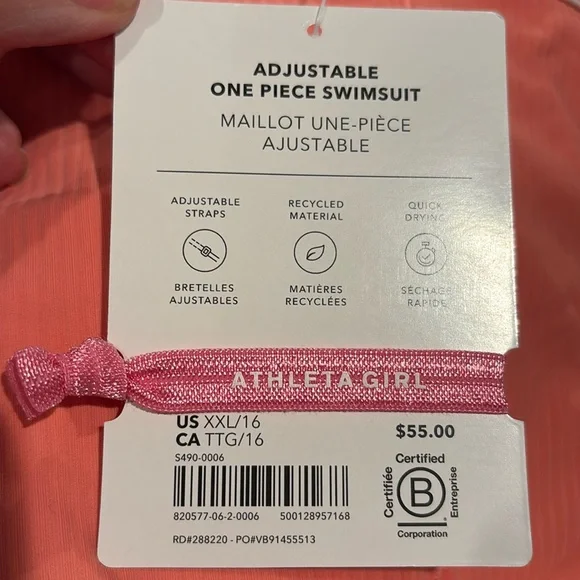 ADJUSTABLE
ONE PIECE SWIMSUIT
MAILLOT UNE-PIÈCE
AJUSTABLE
ADJUSTABLE
STRAPS
BRETELLES
AJUSTABLES
RECYCLED
MATERIAL
MATIÈRES
RECYCLÉES
QUICK
DRYING
SÉCHAGE
RAPIDE
ATHLETA GIRL
US XXL/16
CA TTG/16
S490-0006
820577-06-2-0006 500128957168
RD#288220 - PO#VB91455513
$55.00
Certified
Certifiée
B
Entreprise
Corporation